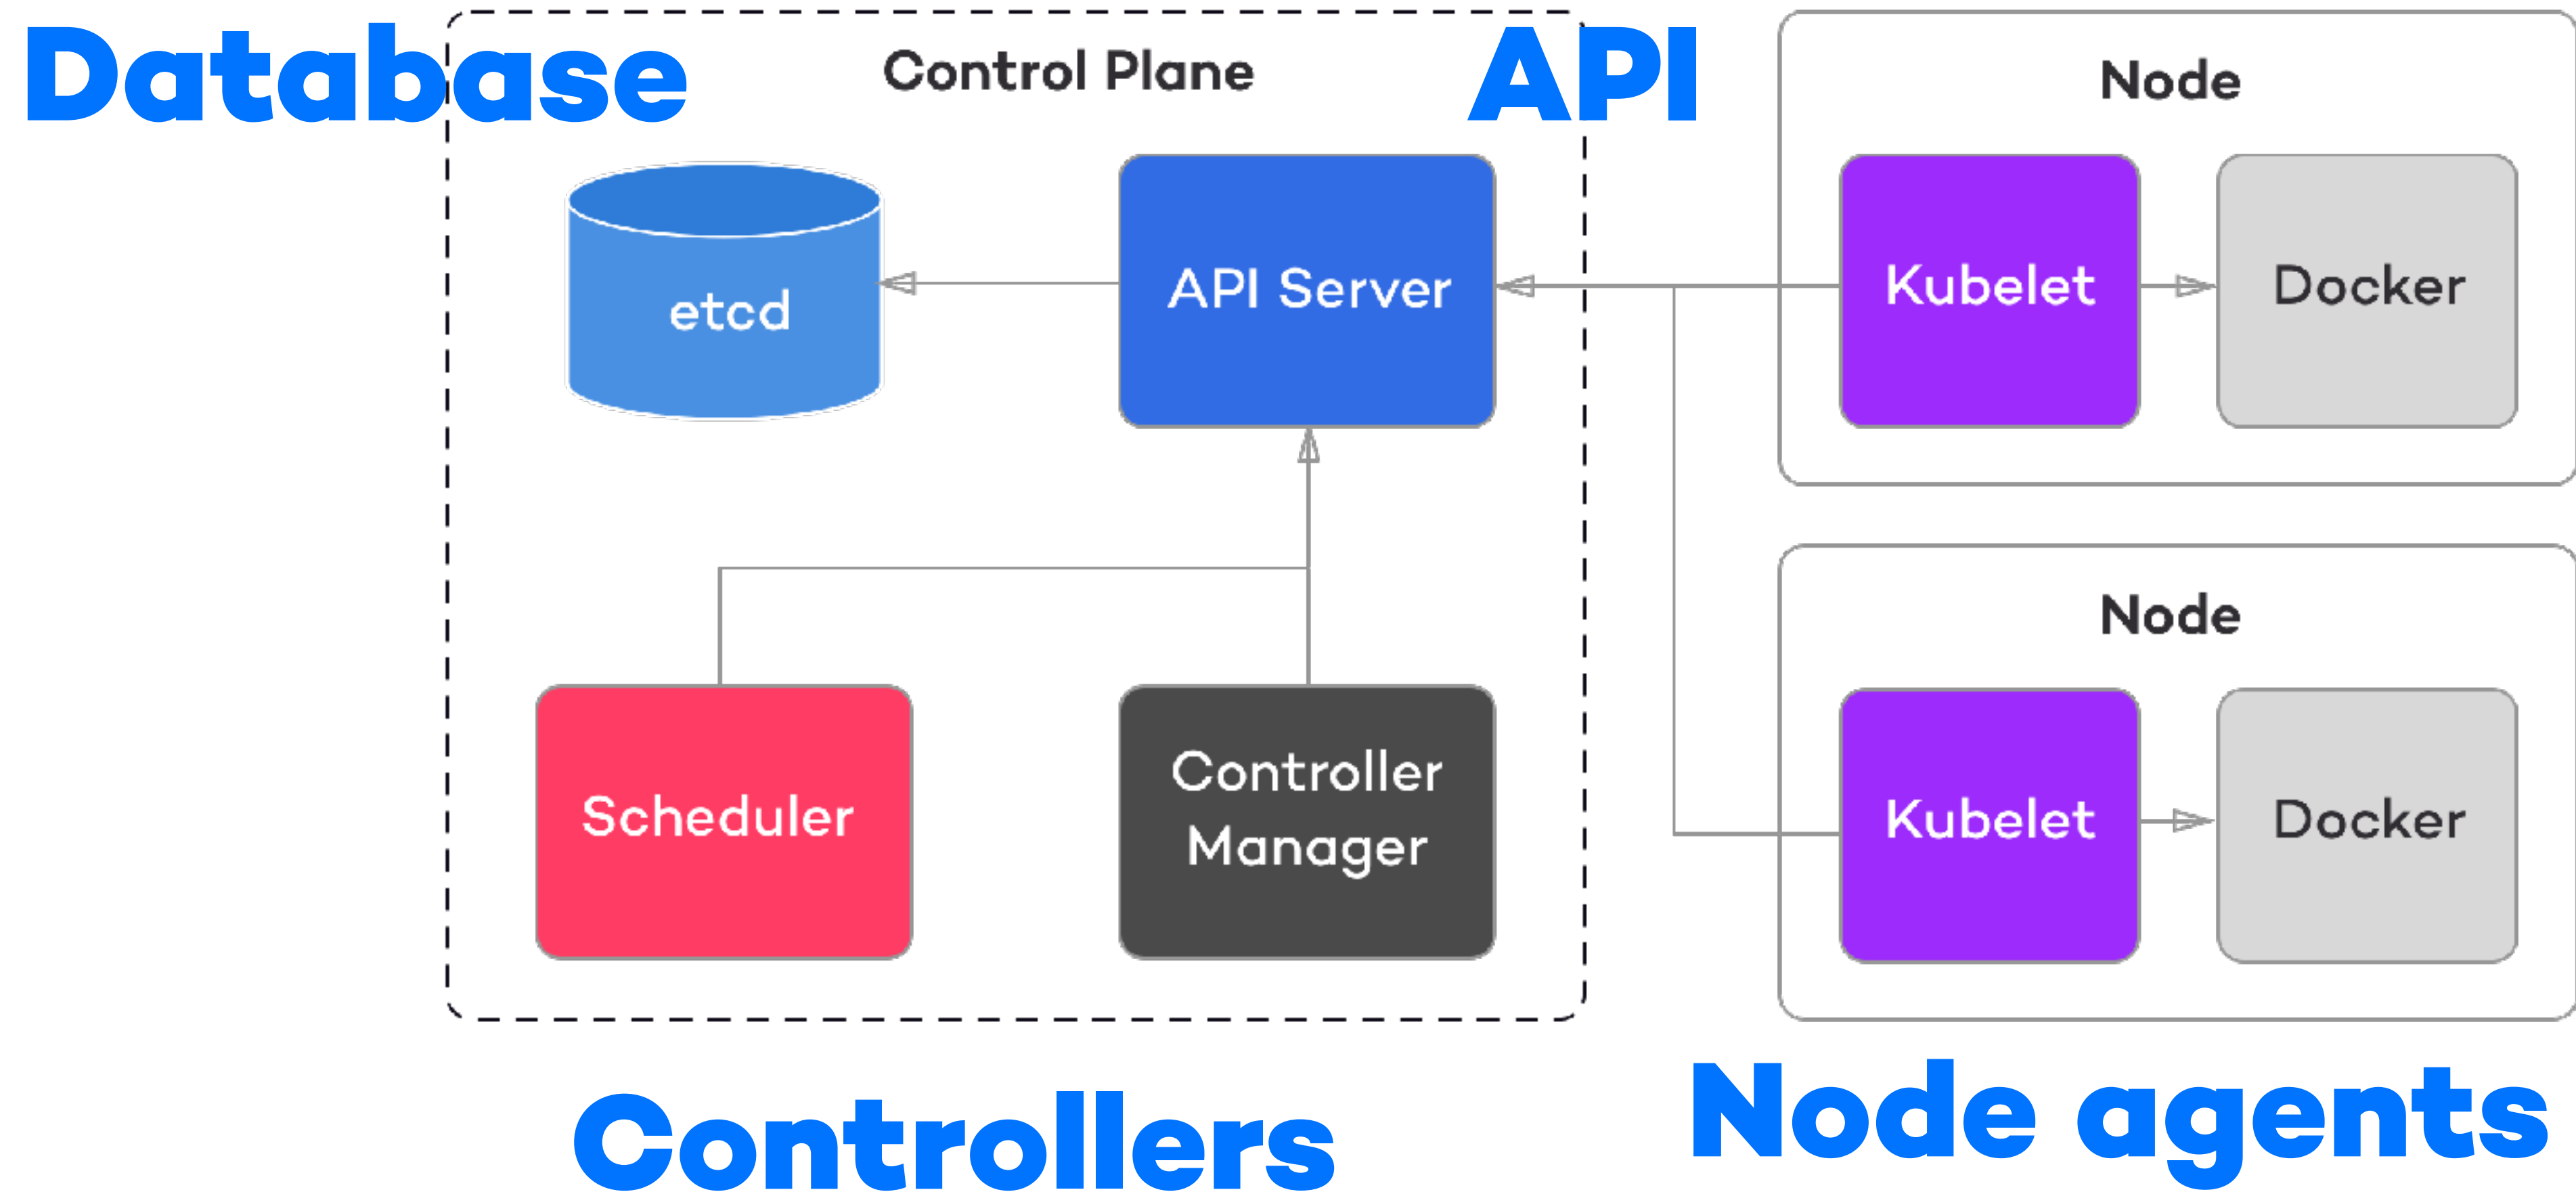 Database
Control Plane
API
Node
etcd
API Server
Kubelet
Docker
Node
Scheduler
Controller
Manager
Kubelet
Docker
Controllers
Node agents